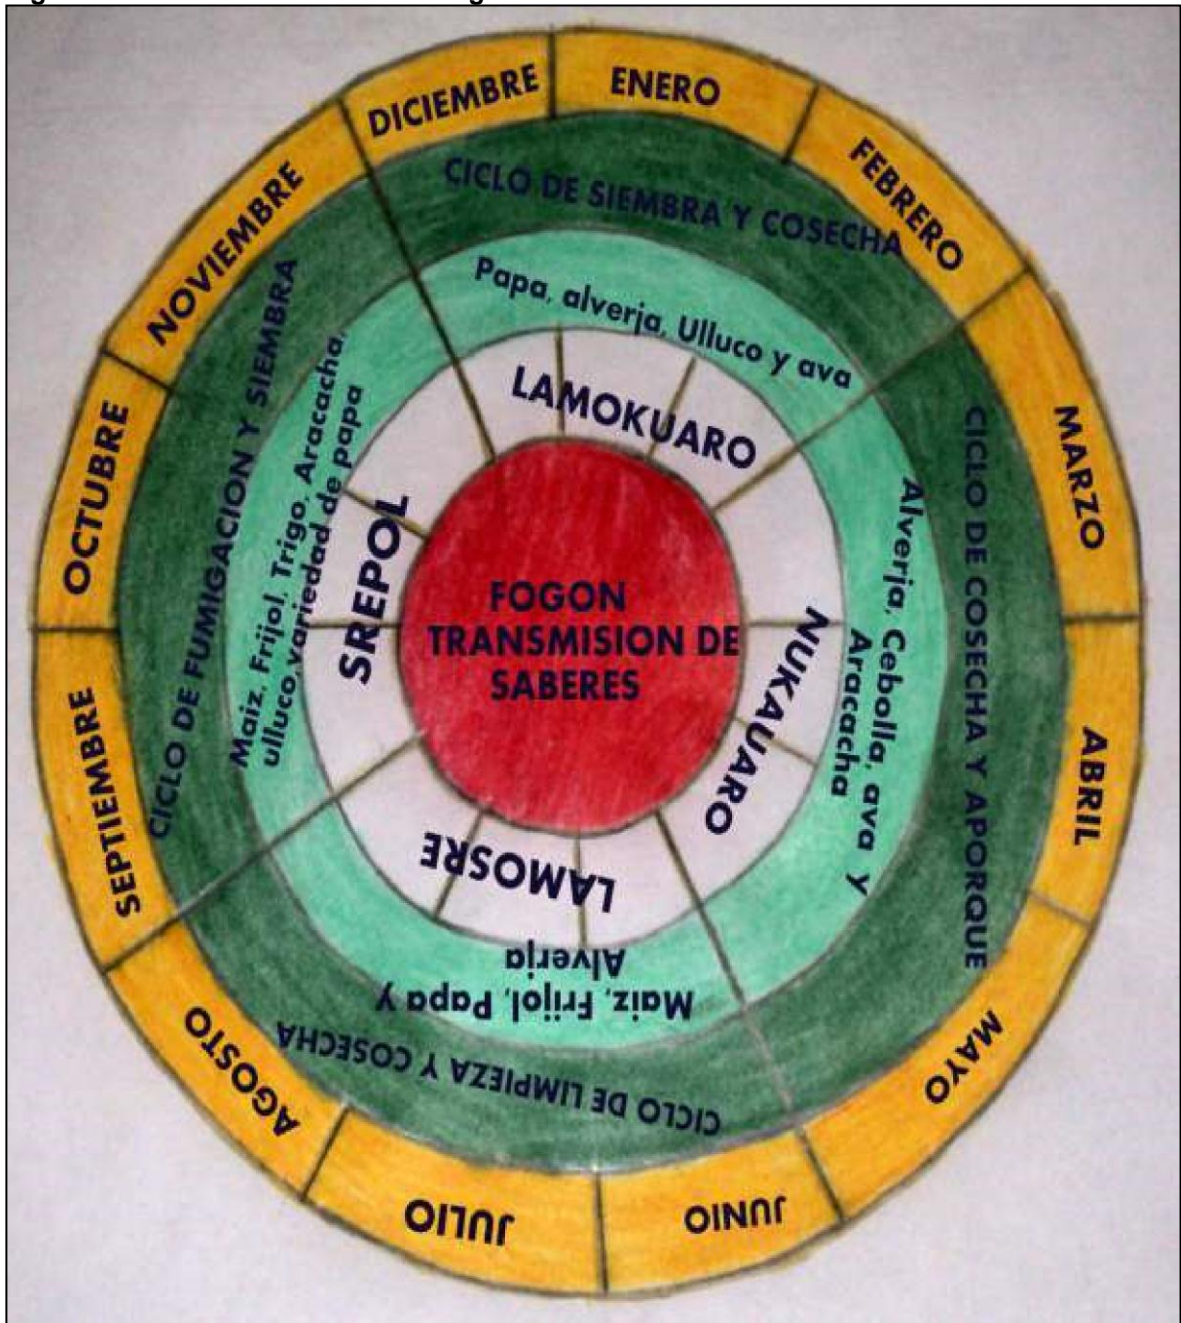 DICIEMBRE
ENERO
FEBRERO
MARZO
ABRIL
MAYO
JUNIO
JULIO
AGOSTO
SEPTIEMBRE
OCTUBRE
NOVIEMBRE
CICLO DE SIEMBRA Y COSECHA
CICLO DE COSECHA Y APORQUE
CICLO DE LIMPIEZA Y COSECHA
CICLO DE FUMIGACION Y SIEMBRA
Papa, alverja, Ulluco y ava
Alverja, Cebolla, ava y
Aracacha
Maiz, Frijol, Papa y
Alverja
Maiz, Frijol, Trigo, Aracacha,
ulluco,variedad de papa
LAMOKUARO
NUKAUARO
LAMOSRE
SREPOL
FOGON
TRANSMISION DE
SABERES